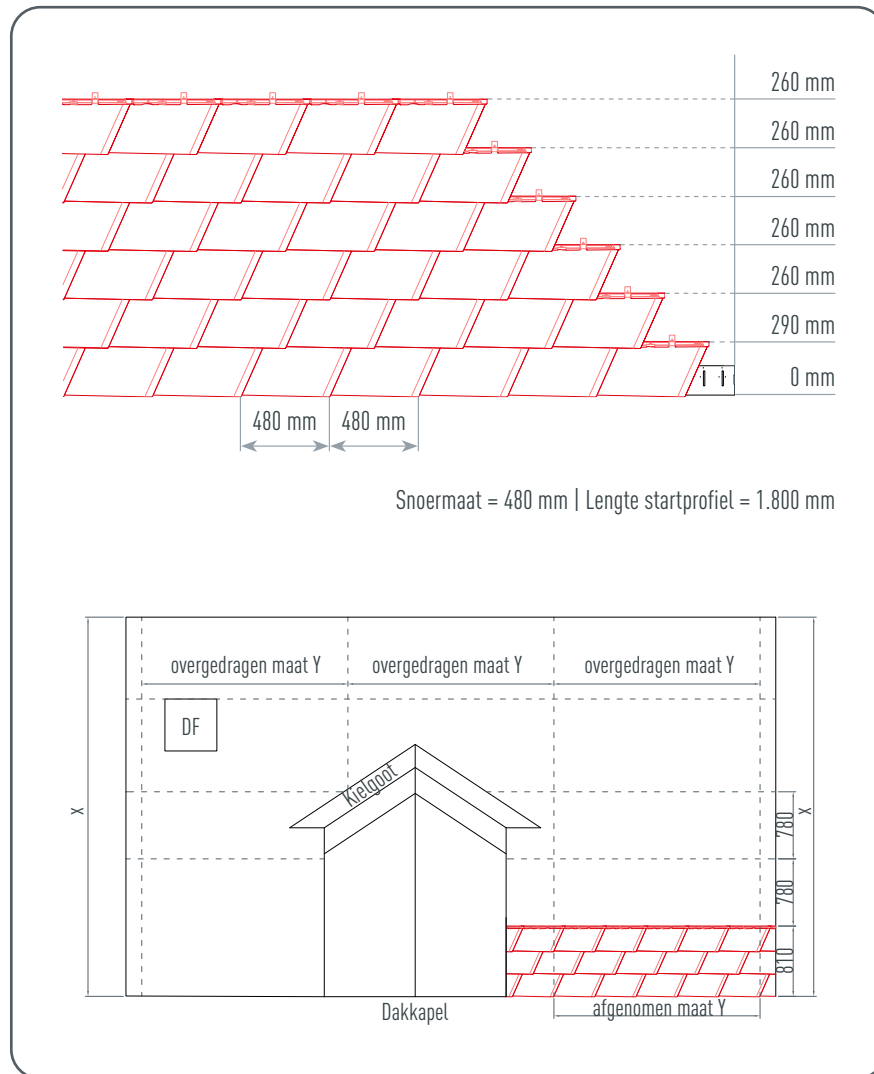 260 mm
260 mm
260 mm
260 mm
260 mm
290 mm
0 mm
480 mm 480 mm
Snoermaat = 480 mm | Lengte startprofiel = 1.800 mm
overgedragen maat Y overgedragen maat Y overgedragen maat Y
DF
Kielgoot
X X
780
780
810
Dakkapel afgenomen maat Y